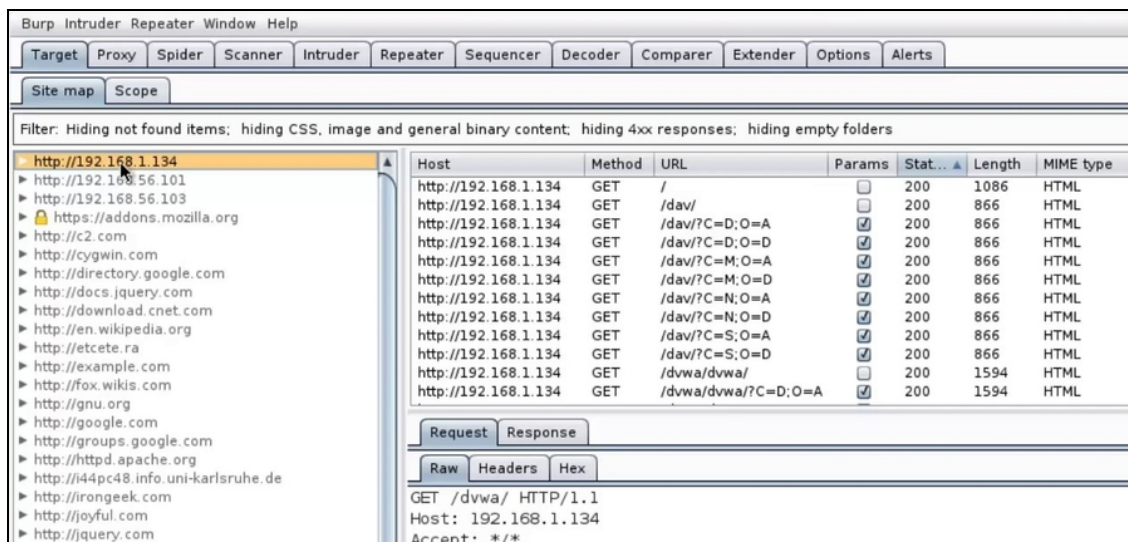 Burp Intruder Repeater Window Help
Target Proxy Spider Scanner Intruder Repeater Sequencer Decoder Comparer Extender Options Alerts
Site map Scope
Filter: Hiding not found items; hiding CSS, image and general binary content; hiding 4xx responses; hiding empty folders
http://192.168.1.134
http://192.168.56.101
http://192.168.56.103
https://addons.mozilla.org
http://c2.com
http://cygwin.com
http://directory.google.com
http://docs.jquery.com
http://download.cnet.com
http://en.wikipedia.org
http://etcete.ra
http://example.com
http://fox.wikis.com
http://gnu.org
http://google.com
http://groups.google.com
http://httpd.apache.org
http://i44pc48.info.uni-karlsruhe.de
http://irongeek.com
http://joyful.com
http://jquery.com
Host Method URL Params Stat... Length MIME type
http://192.168.1.134 GET / 200 1086 HTML
http://192.168.1.134 GET /dav/ 200 866 HTML
http://192.168.1.134 GET /dav/?C=D;O=A 200 866 HTML
http://192.168.1.134 GET /dav/?C=D;O=D 200 866 HTML
http://192.168.1.134 GET /dav/?C=M;O=A 200 866 HTML
http://192.168.1.134 GET /dav/?C=M;O=D 200 866 HTML
http://192.168.1.134 GET /dav/?C=N;O=A 200 866 HTML
http://192.168.1.134 GET /dav/?C=N;O=D 200 866 HTML
http://192.168.1.134 GET /dav/?C=S;O=A 200 866 HTML
http://192.168.1.134 GET /dav/?C=S;O=D 200 866 HTML
http://192.168.1.134 GET /dvwa/dvwa/ 200 1594 HTML
http://192.168.1.134 GET /dvwa/dvwa/?C=D;O=A 200 1594 HTML
Request Response
Raw Headers Hex
GET /dvwa/ HTTP/1.1
Host: 192.168.1.134
Accept: */*